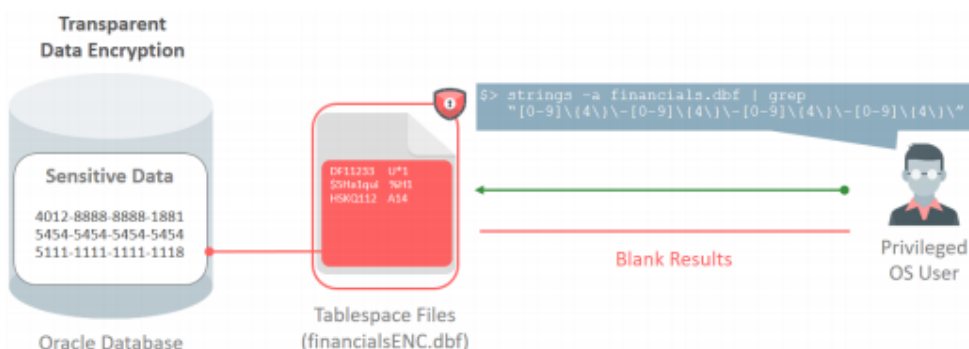 Transparent
Data Encryption
$> strings -a financials.dbf | grep
"[0-9]\{4\}\-[0-9]\{4\}\-[0-9]\{4\}\-[0-9]\{4\}\"
Sensitive Data
4012-8888-8888-1881
5454-5454-5454-5454
5111-1111-1111-1118
DF11233 U*1
$SHa1qul %H1
HSKQ112 A14
Blank Results
Privileged
OS User
Tablespace Files
(financialsENC.dbf)
Oracle Database